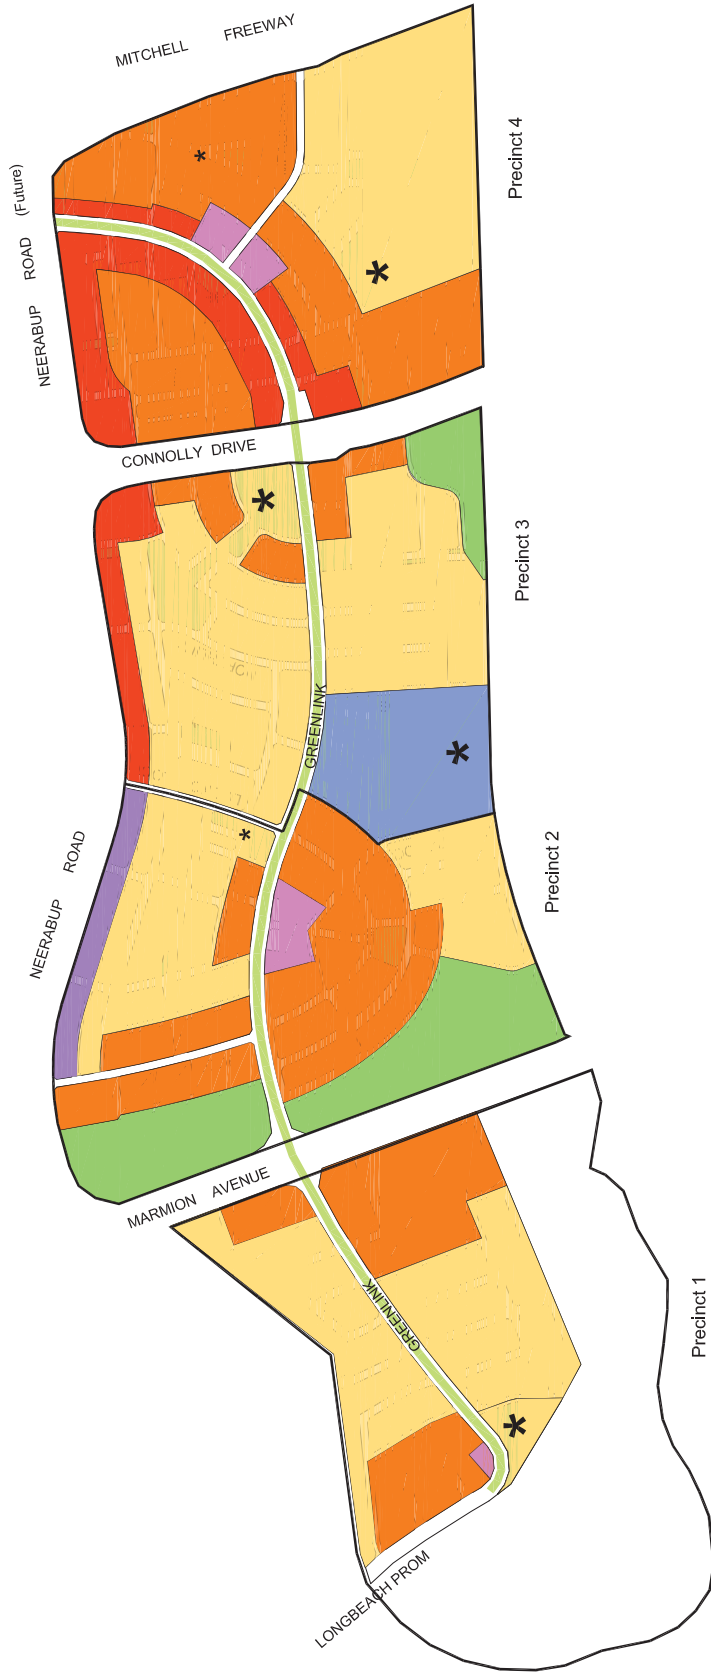 MITCHELL FREEWAY
NEERABUP ROAD (Future)
*
Precinct 4
*
CONNOLLY DRIVE
*
Precinct 3
GREENLINK
*
NEERABUP ROAD
*
Precinct 2
MARMION AVENUE
GREENLINK
Precinct 1
*
LONGBEACH PROM